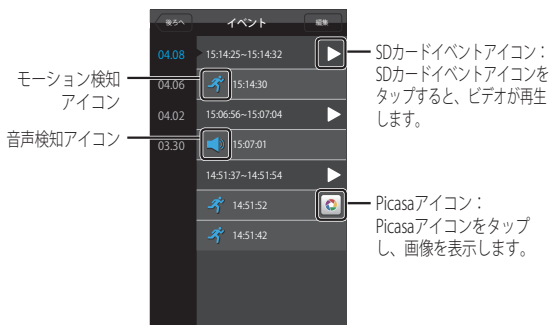 後ろへ
イベント
編集
04.08
15:14:25~15:14:32
04.06
15:14:30
04.02
15:06:56~15:07:04
03.30
15:07:01
14:51:37~14:51:54
14:51:52
14:51:42
モーション検知
アイコン
音声検知アイコン
SDカードイベントアイコン：
SDカードイベントアイコンを
タップすると、ビデオが再生
します。
Picasaアイコン：
Picasaアイコンをタップ
し、画像を表示します。